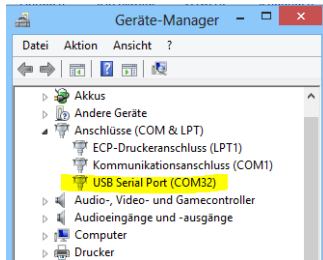 Geräte-Manager
Datei Aktion Ansicht ?
Akkus
Andere Geräte
Anschlüsse (COM & LPT)
ECP-Druckeranschluss (LPT1)
Kommunikationsanschluss (COM1)
USB Serial Port (COM32)
Audio-, Video- und Gamecontroller
Audioeingänge und -ausgänge
Computer
Drucker